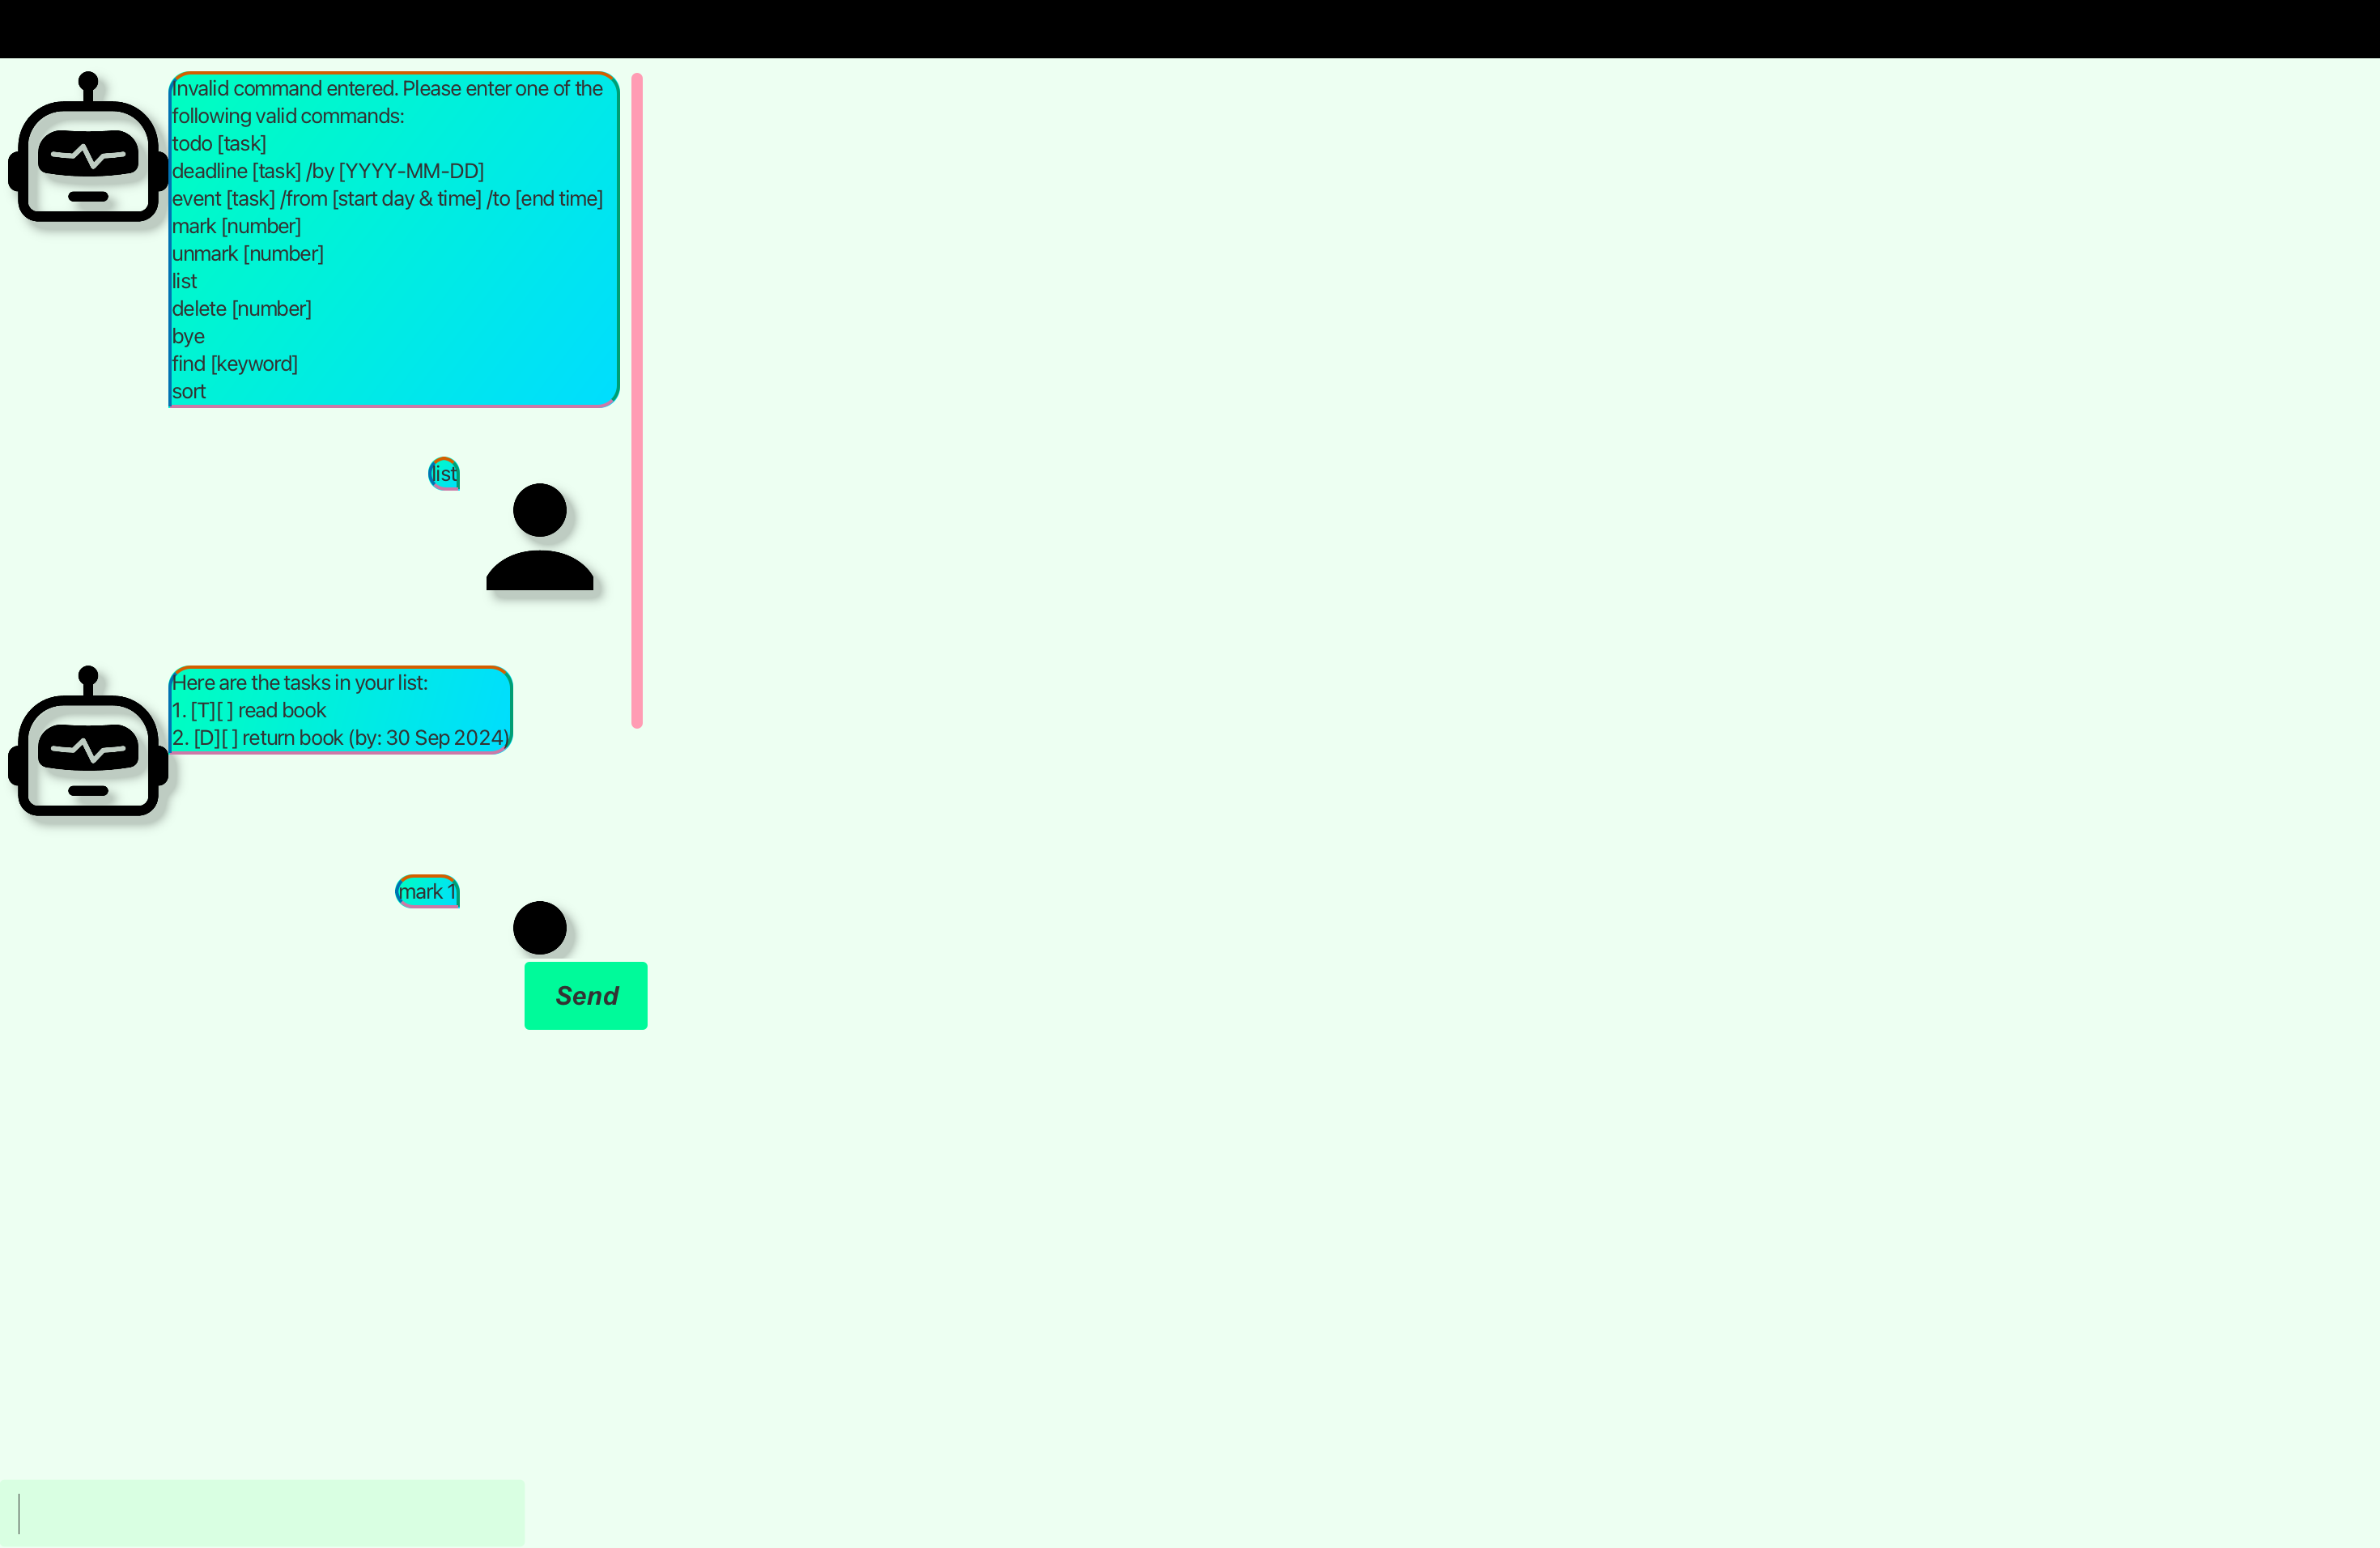 Invalid command entered. Please enter one of the
following valid commands:
todo [task]
deadline [task] /by [YYYY-MM-DD]
event [task] /from [start day & time] /to [end time]
mark [number]
unmark [number]
list
delete [number]
bye
find [keyword]
sort
list
Here are the tasks in your list:
1. [T][ ] read book
2. [D][ ] return book (by: 30 Sep 2024)
mark 1
Send